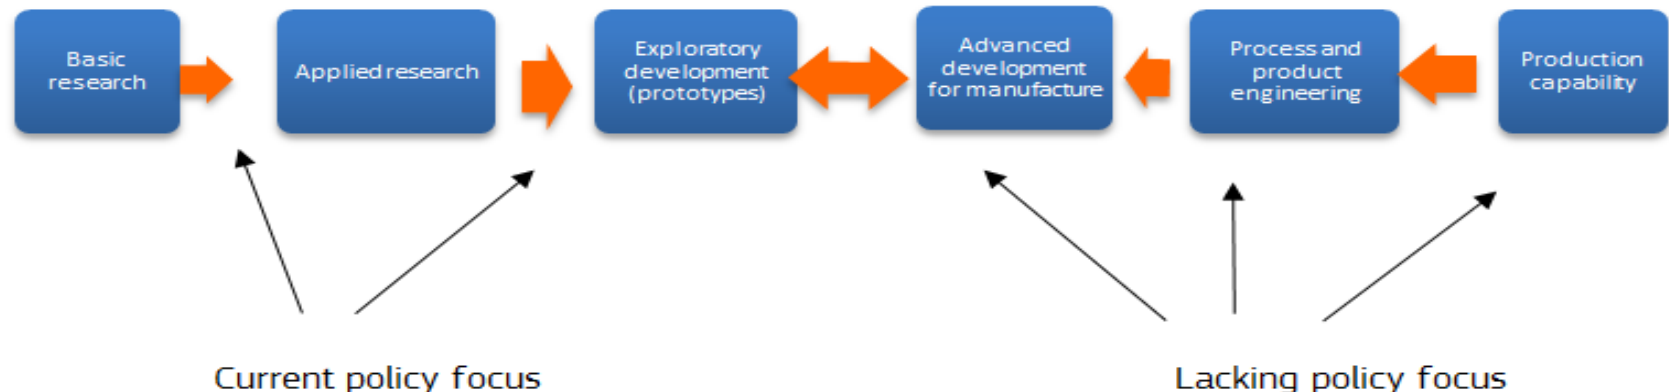 Basic
research
Applied research
Exploratory
development
(prototypes)
Advanced
development
for manufacture
Process and
product
engineering
Production
capability
Current policy focus
Lacking policy focus